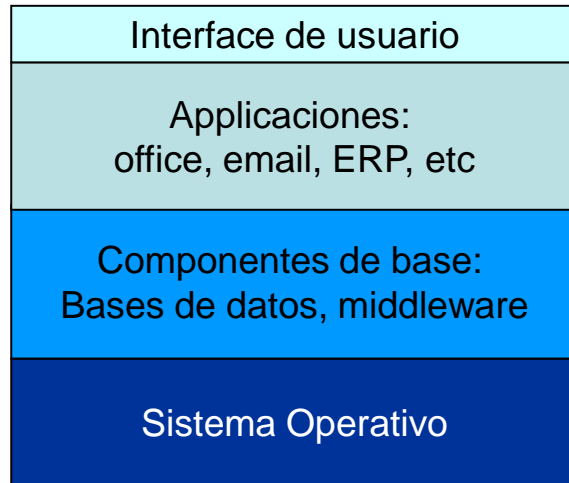 Interface de usuario
Applicaciones:
office, email, ERP, etc
Componentes de base:
Bases de datos, middleware
Sistema Operativo